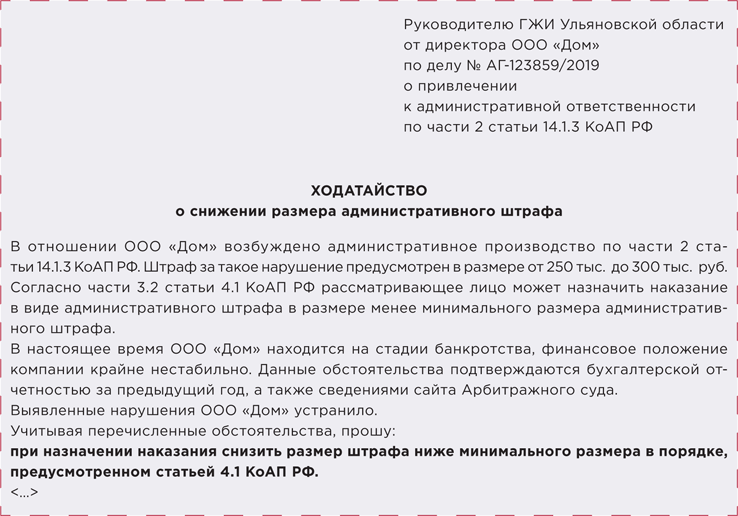 Руководителю ГЖИ Ульяновской области
от директора ООО «Дом»
по делу № АГ-123859/2019
о привлечении
к административной ответственности
по части 2 статьи 14.1.3 КоАП РФ
ХОДАТАЙСТВО
о снижении размера административного штрафа
В отношении ООО «Дом» возбуждено административное производство по части 2 ста-
тьи 14.1.3 КоАП РФ. Штраф за такое нарушение предусмотрен в размере от 250 тыс. до 300 тыс. руб.
Согласно части 3.2 статьи 4.1 КоАП РФ рассматривающее лицо может назначить наказание
в виде административного штрафа в размере менее минимального размера административ-
ного штрафа.
В настоящее время ООО «Дом» находится на стадии банкротства, финансовое положение
компании крайне нестабильно. Данные обстоятельства подтверждаются бухгалтерской от-
четностью за предыдущий год, а также сведениями сайта Арбитражного суда.
Выявленные нарушения ООО «Дом» устранило.
Учитывая перечисленные обстоятельства, прошу:
при назначении наказания снизить размер штрафа ниже минимального размера в порядке,
предусмотренном статьей 4.1 КоАП РФ.
<...>